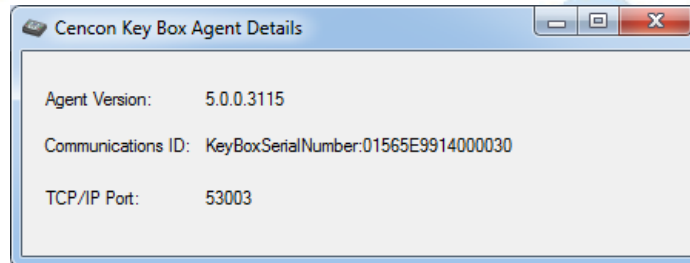 Cencon Key Box Agent Details
Agent Version: 5.0.0.3115
Communications ID: KeyBoxSerialNumber:01565E9914000030
TCP/IP Port: 53003